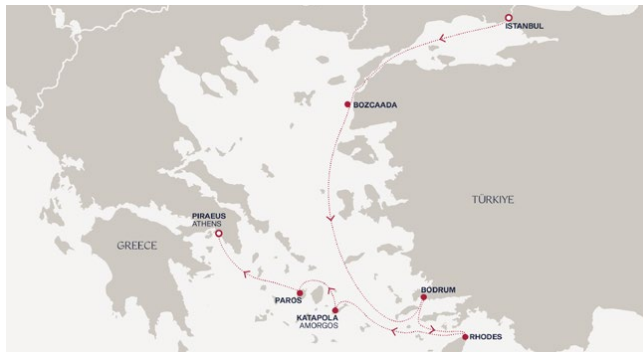 ISTANBUL
BOZCAADA
TÜRKIYE
PIRAEUS
ATHENS
GREECE
BODRUM
PAROS
KATAPOLA
AMORGOS
RHODES